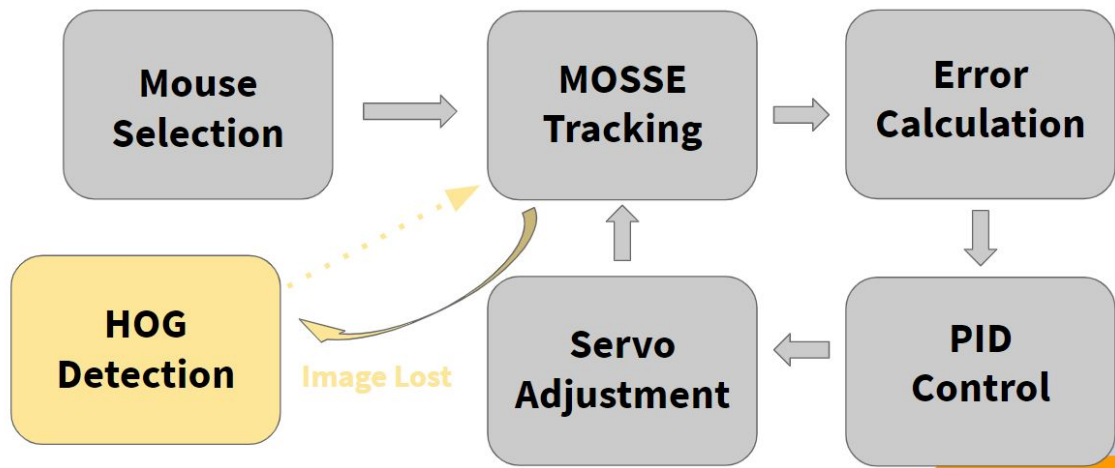 Mouse
Selection
MOSSE
Tracking
Error
Calculation
HOG
Detection
Image Lost
Servo
Adjustment
PID
Control